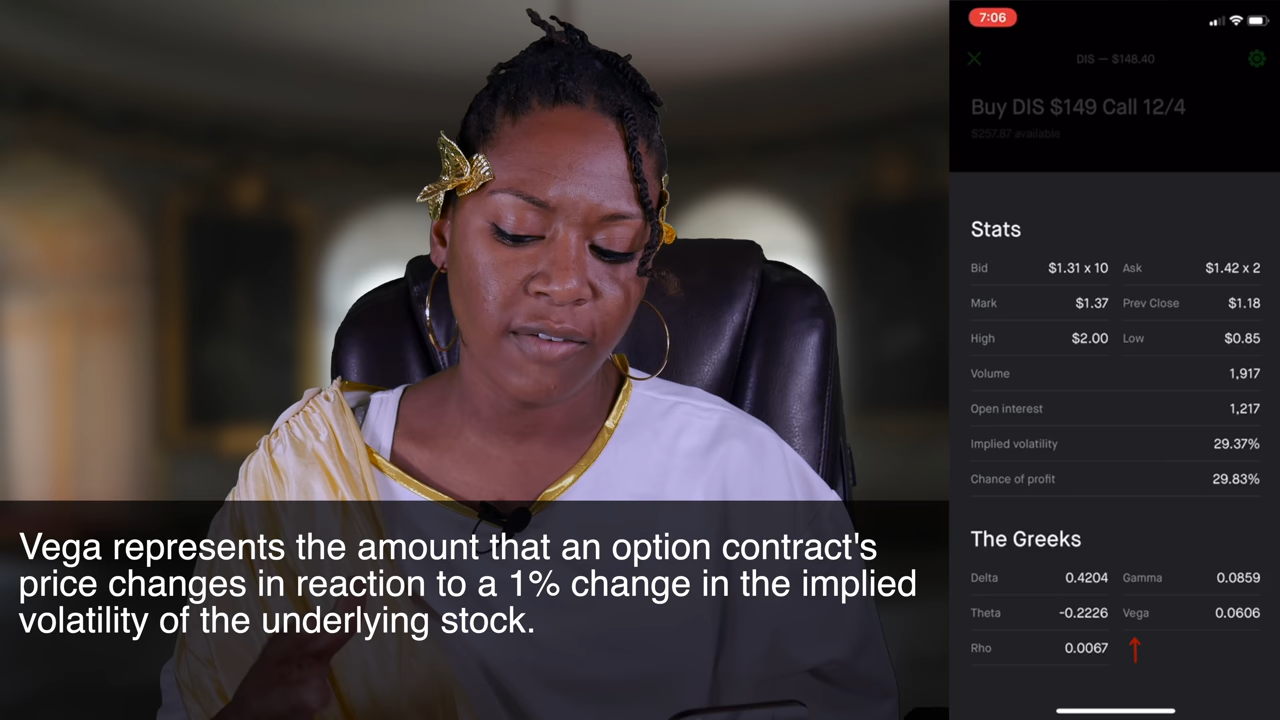 7:06
DIS — $148.40
Buy DIS $149 Call 12/4
$257.87 available
Stats
Bid $1.31 x 10 Ask $1.42 x 2
Mark $1.37 Prev Close $1.18
High $2.00 Low $0.85
Volume 1,917
Open interest 1,217
Implied volatility 29.37%
Chance of profit 29.83%
The Greeks
Delta 0.4204 Gamma 0.0859
Theta -0.2226 Vega 0.0606
Rho 0.0067
Vega represents the amount that an option contract's
price changes in reaction to a 1% change in the implied
volatility of the underlying stock.